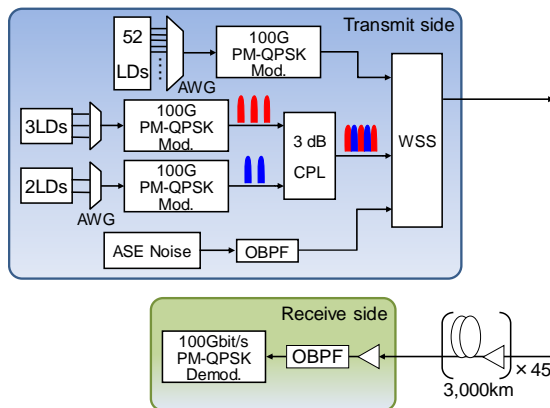 Transmit side
52
LDs
AWG
100G
PM-QPSK
Mod.
3LDs
100G
PM-QPSK
Mod.
3 dB
CPL
WSS
2LDs
AWG
100G
PM-QPSK
Mod.
ASE Noise
OBPF
Receive side
100Gbit/s
PM-QPSK
Demod.
OBPF
×45
3,000km